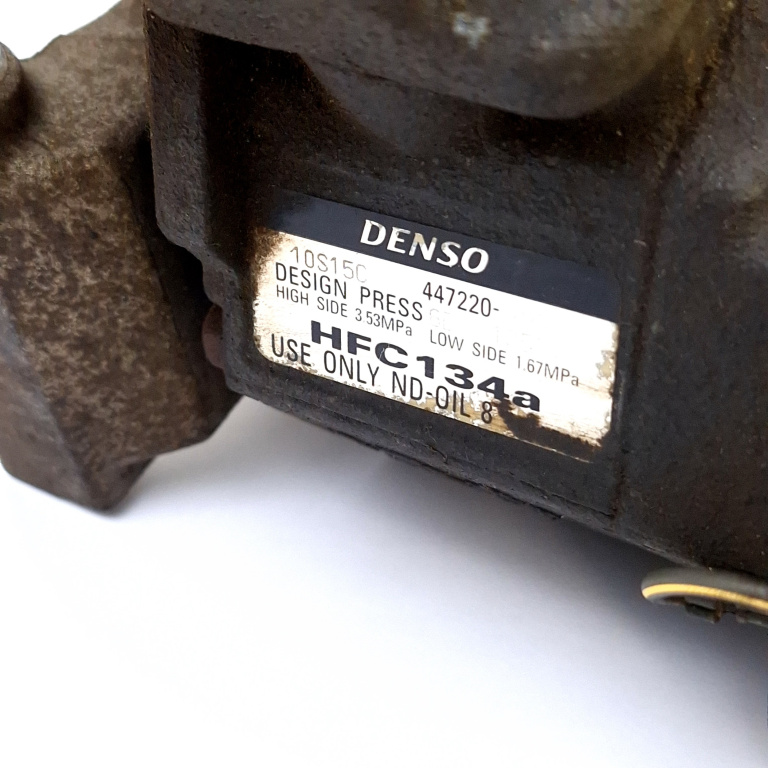 DENSO
10S15C 447220-
DESIGN PRESS
HIGH SIDE 3.53MPa LOW SIDE 1.67MPa
HFC134a
USE ONLY ND-OIL 8